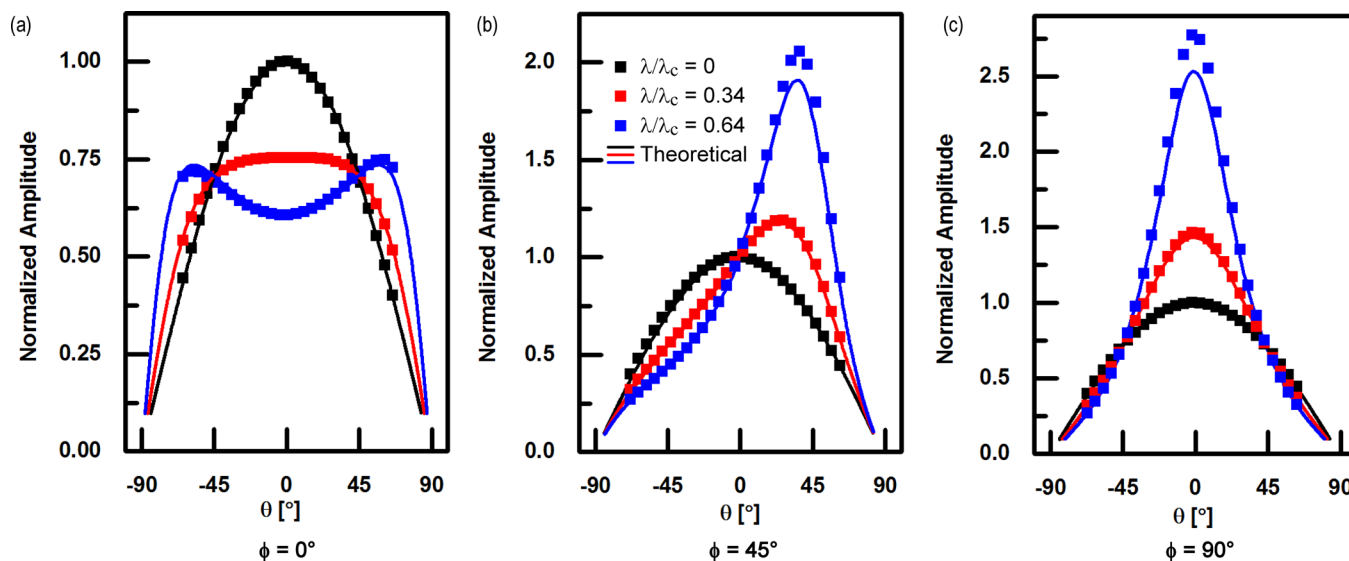 (a)
Normalized Amplitude
1.00
0.75
0.50
0.25
0.00
-90 -45 0 45 90
θ [°]
ϕ = 0°
(b)
Normalized Amplitude
2.0
1.5
1.0
0.5
0.0
λ/λc = 0
λ/λc = 0.34
λ/λc = 0.64
Theoretical
-90 -45 0 45 90
θ [°]
ϕ = 45°
(c)
Normalized Amplitude
2.5
2.0
1.5
1.0
0.5
0.0
-90 -45 0 45 90
θ [°]
ϕ = 90°